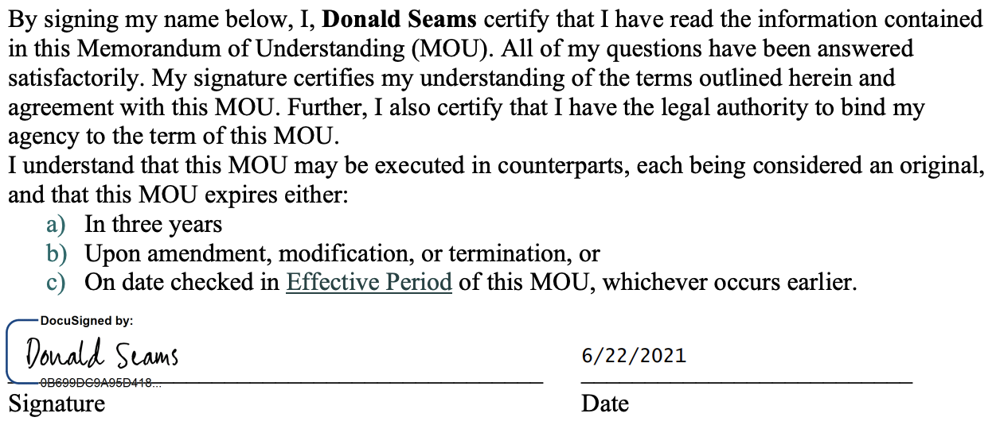 By signing my name below, I, Donald Seams certify that I have read the information contained
in this Memorandum of Understanding (MOU). All of my questions have been answered
satisfactorily. My signature certifies my understanding of the terms outlined herein and
agreement with this MOU. Further, I also certify that I have the legal authority to bind my
agency to the term of this MOU.
I understand that this MOU may be executed in counterparts, each being considered an original,
and that this MOU expires either:
a) In three years
b) Upon amendment, modification, or termination, or
c) On date checked in Effective Period of this MOU, whichever occurs earlier.
DocuSigned by:
Donald Seams
6/22/2021
0B699DC9A95D418...
Signature
Date